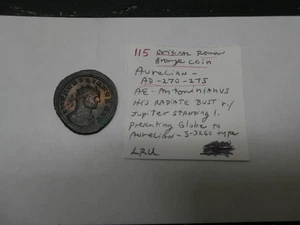 115 ORIGINAL Roman
Bronze Coin
AURELIAN -
AD-270-275
AE-ANTONINIANUS
HIS RADIATE BUST r/
Jupiter STANDING l.
Presenting Globe to
AURELIAN - type
LRU